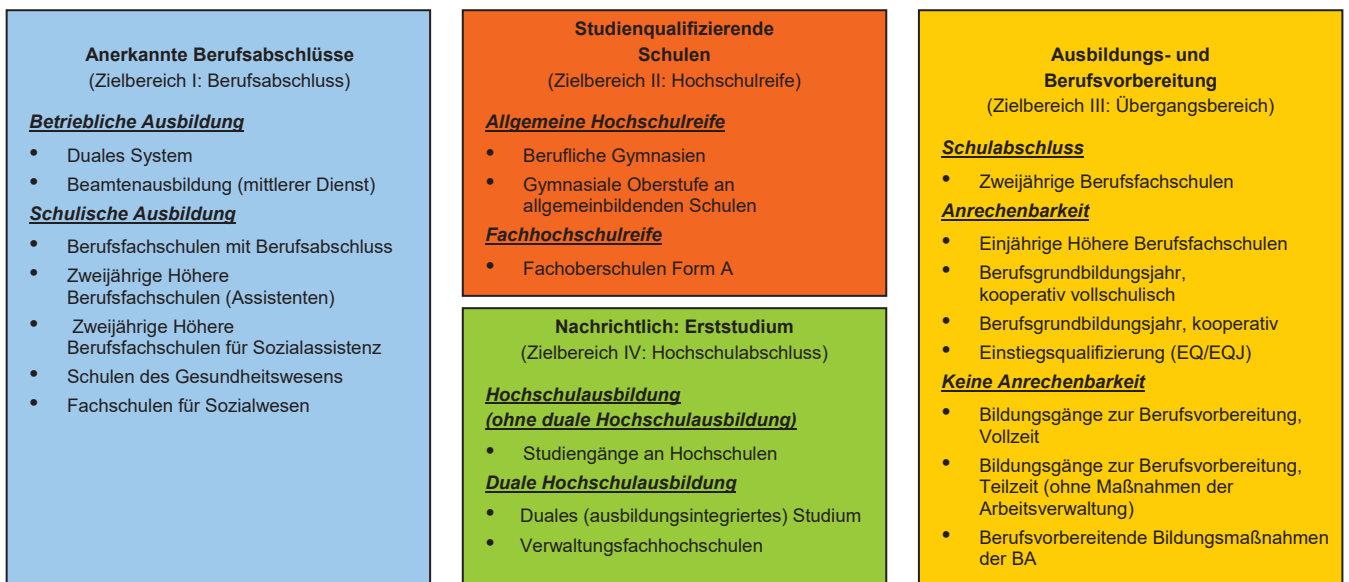 Anerkannte Berufsabschlüsse
(Zielbereich I: Berufsabschluss)
Betriebliche Ausbildung
• Duales System
• Beamtenausbildung (mittlerer Dienst)
Schulische Ausbildung
• Berufsfachschulen mit Berufsabschluss
• Zweijährige Höhere
Berufsfachschulen (Assistenten)
• Zweijährige Höhere
Berufsfachschulen für Sozialassistenz
• Schulen des Gesundheitswesens
• Fachschulen für Sozialwesen
Studienqualifizierende
Schulen
(Zielbereich II: Hochschulreife)
Allgemeine Hochschulreife
• Berufliche Gymnasien
• Gymnasiale Oberstufe an
allgemeinbildenden Schulen
Fachhochschulreife
• Fachoberschulen Form A
Nachrichtlich: Erststudium
(Zielbereich IV: Hochschulabschluss)
Hochschulausbildung
(ohne duale Hochschulausbildung)
• Studiengänge an Hochschulen
Duale Hochschulausbildung
• Duales (ausbildungsintegriertes) Studium
• Verwaltungsfachhochschulen
Ausbildungs- und
Berufsvorbereitung
(Zielbereich III: Übergangsbereich)
Schulabschluss
• Zweijährige Berufsfachschulen
Anrechenbarkeit
• Einjährige Höhere Berufsfachschulen
• Berufsgrundbildungsjahr,
kooperativ vollschulisch
• Berufsgrundbildungsjahr, kooperativ
• Einstiegsqualifizierung (EQ/EQJ)
Keine Anrechenbarkeit
• Bildungsgänge zur Berufsvorbereitung,
Vollzeit
• Bildungsgänge zur Berufsvorbereitung,
Teilzeit (ohne Maßnahmen der
Arbeitsverwaltung)
• Berufsvorbereitende Bildungsmaßnahmen
der BA